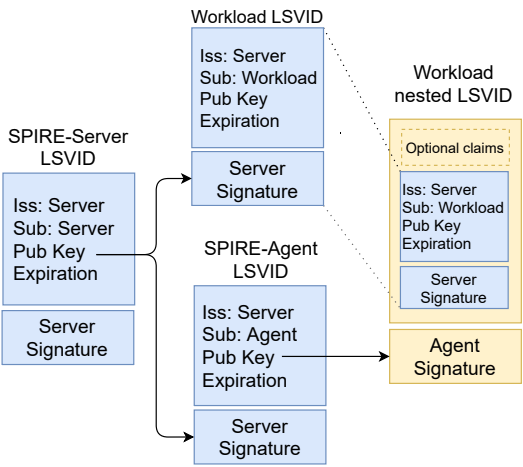 Workload LSVID
Iss: Server
Sub: Workload
Pub Key
Expiration
Server
Signature
SPIRE-Server
LSVID
Iss: Server
Sub: Server
Pub Key
Expiration
Server
Signature
SPIRE-Agent
LSVID
Iss: Server
Sub: Agent
Pub Key
Expiration
Server
Signature
Workload
nested LSVID
Optional claims
Iss: Server
Sub: Workload
Pub Key
Expiration
Server
Signature
Agent
Signature